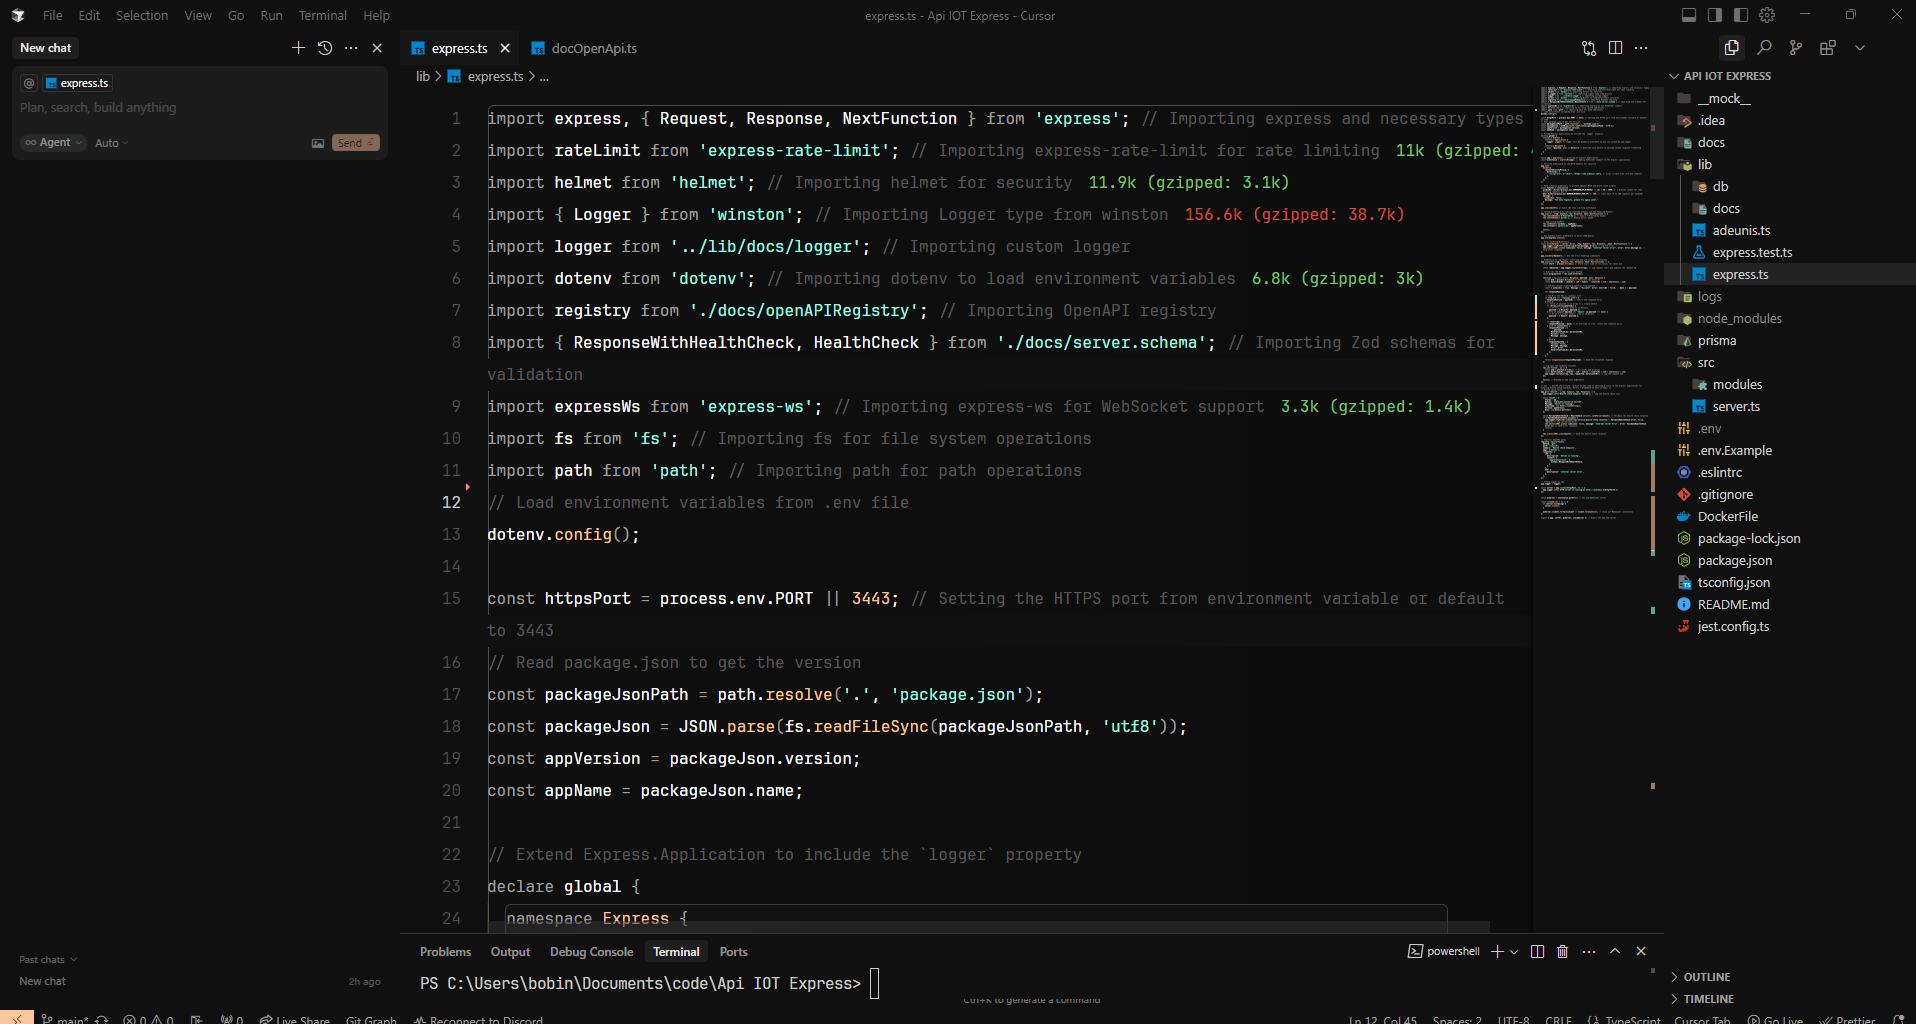 File Edit Selection View Go Run Terminal Help
express.ts - Api IOT Express - Cursor
New chat
@ express.ts
Plan, search, build anything
Agent Auto Send
Past chats
New chat 2h ago
express.ts docOpenApi.ts
lib > express.ts > ...
1 import express, { Request, Response, NextFunction } from 'express'; // Importing express and necessary types
2 import rateLimit from 'express-rate-limit'; // Importing express-rate-limit for rate limiting 11k (gzipped:
3 import helmet from 'helmet'; // Importing helmet for security 11.9k (gzipped: 3.1k)
4 import { Logger } from 'winston'; // Importing Logger type from winston 156.6k (gzipped: 38.7k)
5 import logger from '../lib/docs/logger'; // Importing custom logger
6 import dotenv from 'dotenv'; // Importing dotenv to load environment variables 6.8k (gzipped: 3k)
7 import registry from './docs/openAPIRegistry'; // Importing OpenAPI registry
8 import { ResponseWithHealthCheck, HealthCheck } from './docs/server.schema'; // Importing Zod schemas for
validation
9 import expressWs from 'express-ws'; // Importing express-ws for WebSocket support 3.3k (gzipped: 1.4k)
10 import fs from 'fs'; // Importing fs for file system operations
11 import path from 'path'; // Importing path for path operations
12 // Load environment variables from .env file
13 dotenv.config();
14
15 const httpsPort = process.env.PORT || 3443; // Setting the HTTPS port from environment variable or default
to 3443
16 // Read package.json to get the version
17 const packageJsonPath = path.resolve('.', 'package.json');
18 const packageJson = JSON.parse(fs.readFileSync(packageJsonPath, 'utf8'));
19 const appVersion = packageJson.version;
20 const appName = packageJson.name;
21
22 // Extend Express.Application to include the `logger` property
23 declare global {
24 namespace Express {
Problems Output Debug Console Terminal Ports
powershell
PS C:\Users\bobin\Documents\code\Api IOT Express>
Ctrl+K to generate a command
API IOT EXPRESS
__mock__
.idea
docs
lib
db
docs
adeunis.ts
express.test.ts
express.ts
logs
node_modules
prisma
src
modules
server.ts
.env
.env.Example
.eslintrc
.gitignore
DockerFile
package-lock.json
package.json
tsconfig.json
README.md
jest.config.ts
OUTLINE
TIMELINE
main* 0 0 0 Live Share Git Graph Reconnect to Discord
Ln 12, Col 45 Spaces: 2 UTF-8 CRLF {} TypeScript Cursor Tab Go Live Prettier